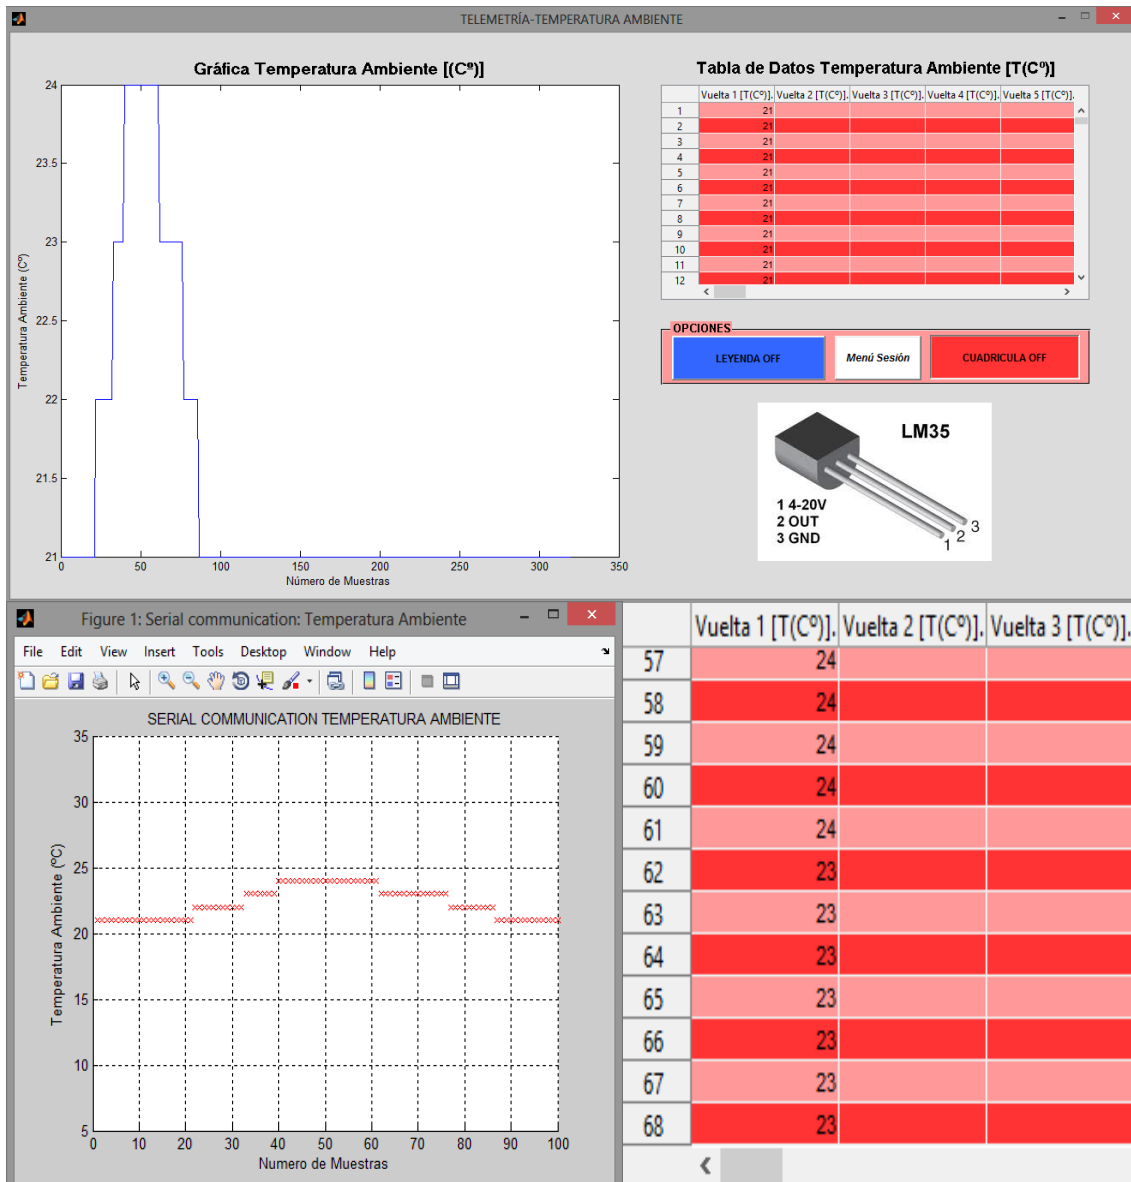 TELEMETRÍA-TEMPERATURA AMBIENTE
Gráfica Temperatura Ambiente [(Cº)]
24
23.5
23
22.5
22
21.5
21
0 50 100 150 200 250 300 350
Temperatura Ambiente (Cº)
Número de Muestras
Tabla de Datos Temperatura Ambiente [T(Cº)]
Vuelta 1 [T(Cº)]. Vuelta 2 [T(Cº)]. Vuelta 3 [T(Cº)]. Vuelta 4 [T(Cº)]. Vuelta 5 [T(Cº)].
1 21
2 21
3 21
4 21
5 21
6 21
7 21
8 21
9 21
10 21
11 21
12 21
OPCIONES
LEYENDA OFF
Menú Sesión
CUADRICULA OFF
LM35
1 4-20V
2 OUT
3 GND
1 2 3
Figure 1: Serial communication: Temperatura Ambiente
File Edit View Insert Tools Desktop Window Help
SERIAL COMMUNICATION TEMPERATURA AMBIENTE
35
30
25
20
15
10
5
0 10 20 30 40 50 60 70 80 90 100
Temperatura Ambiente (ºC)
Numero de Muestras
Vuelta 1 [T(Cº)]. Vuelta 2 [T(Cº)]. Vuelta 3 [T(Cº)].
57 24
58 24
59 24
60 24
61 24
62 23
63 23
64 23
65 23
66 23
67 23
68 23